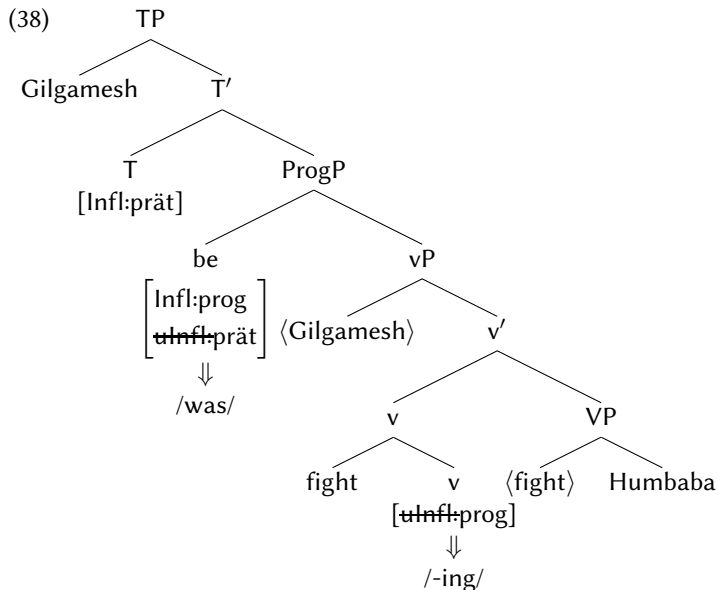 (38) TP
Gilgamesh T′
T ProgP
[Infl:prät]
be vP
[Infl:prog
uInfl:prät] ⟨Gilgamesh⟩ v′
⇓
/was/ v VP
fight v ⟨fight⟩ Humbaba
[uInfl:prog]
⇓
/-ing/